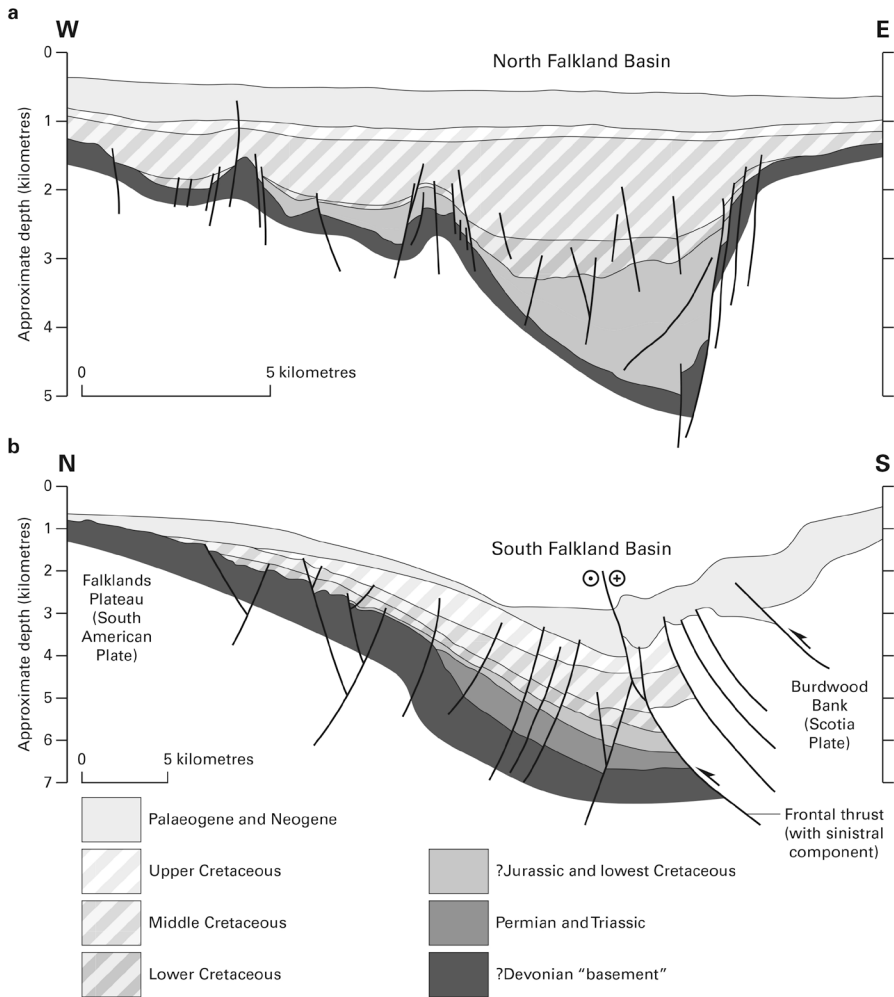 a
W
E
North Falkland Basin
Approximate depth (kilometres)
0
1
2
3
4
5
0
5 kilometres
b
N
S
South Falkland Basin
Approximate depth (kilometres)
0
1
2
3
4
5
6
7
Falklands
Plateau (South
American
Plate)
Burdwood
Bank
(Scotia
Plate)
0
5 kilometres
Frontal thrust
(with sinistral
component)
Palaeogene and Neogene
Upper Cretaceous
Middle Cretaceous
Lower Cretaceous
?Jurassic and lowest Cretaceous
Permian and Triassic
?Devonian “basement”